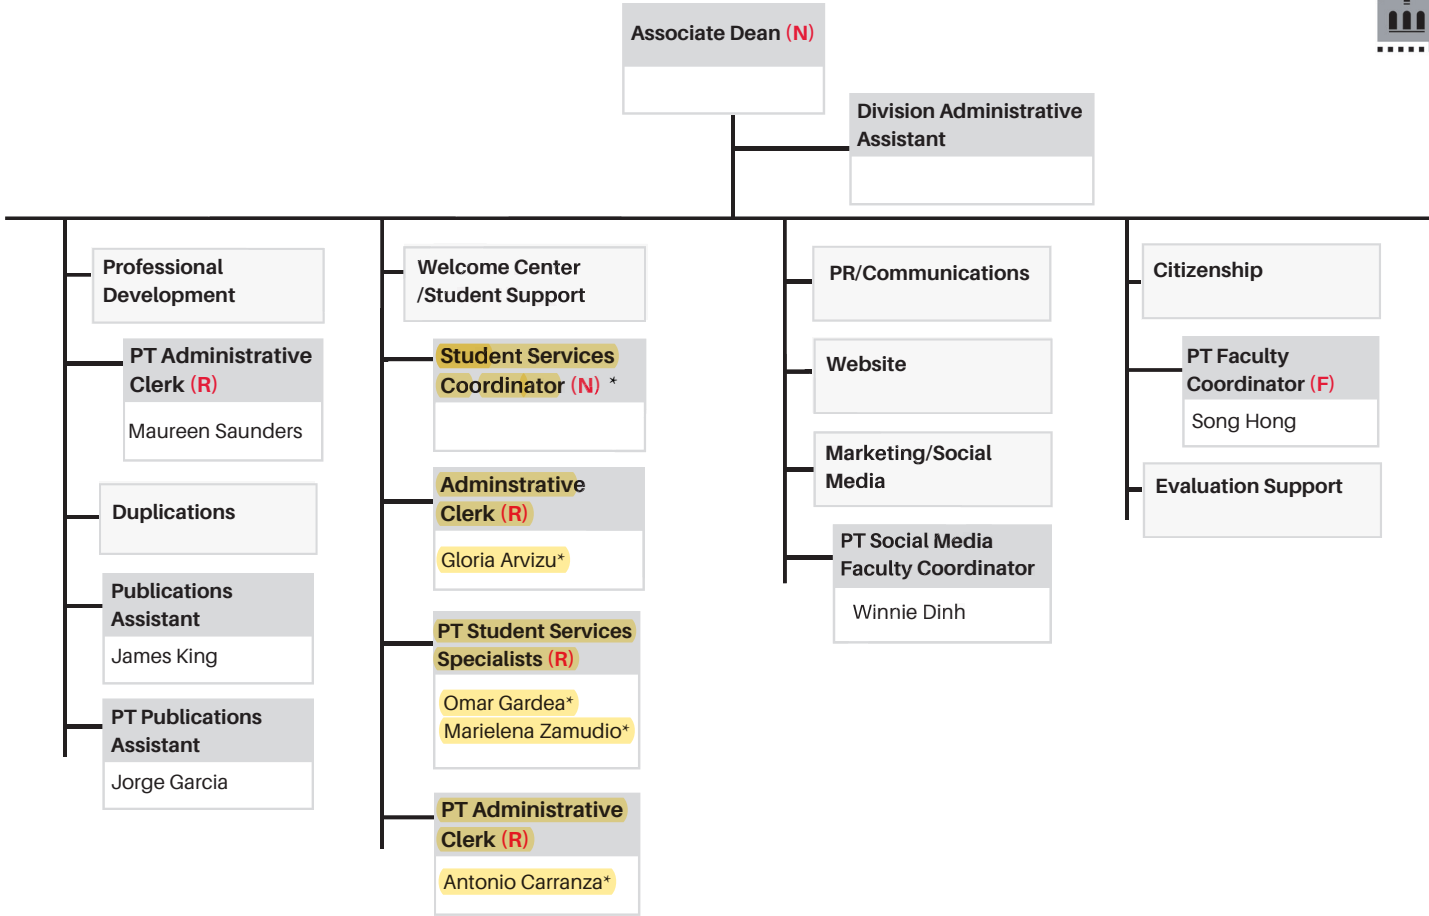 Associate Dean (N)
Division Administrative
Assistant
Professional
Development
PT Administrative
Clerk (R)
Maureen Saunders
Duplications
Publications
Assistant
James King
PT Publications
Assistant
Jorge Garcia
Welcome Center
/Student Support
Student Services
Coordinator (N) *
Adminstrative
Clerk (R)
Gloria Arvizu*
PT Student Services
Specialists (R)
Omar Gardea*
Marielena Zamudio*
PT Administrative
Clerk (R)
Antonio Carranza*
PR/Communications
Website
Marketing/Social
Media
PT Social Media
Faculty Coordinator
Winnie Dinh
Citizenship
PT Faculty
Coordinator (F)
Song Hong
Evaluation Support